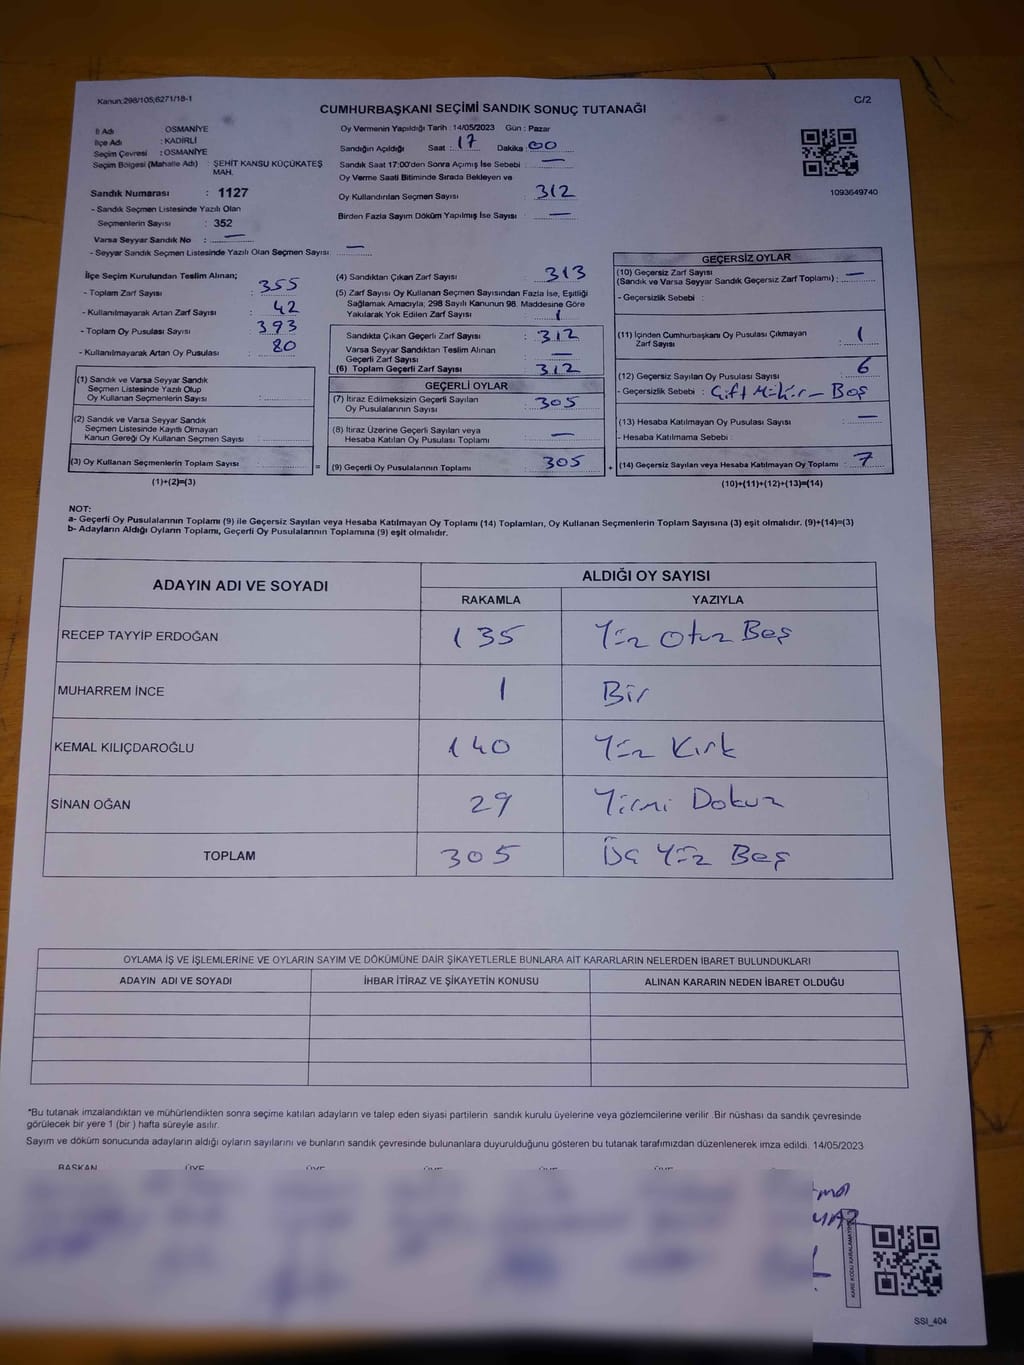 Kanun;298/105;6271/18-1
CUMHURBAŞKANI SEÇİMİ SANDIK SONUÇ TUTANAĞI
C/2
İl Adı OSMANİYE
İlçe Adı : KADİRLİ
Seçim Çevresi : OSMANİYE
Seçim Bölgesi (Mahalle Adı) : ŞEHİT KANSU KÜÇÜKATEŞ MAH.
Sandık Numarası : 1127
- Sandık Seçmen Listesinde Yazılı Olan
Seçmenlerin Sayısı : 352
Varsa Seyyar Sandık No : —
- Seyyar Sandık Seçmen Listesinde Yazılı Olan Seçmen Sayısı : —
Oy Vermenin Yapıldığı Tarih : 14/05/2023 Gün : Pazar
Sandığın Açıldığı Saat : 17 Dakika : 00
Sandık Saat 17:00'den Sonra Açımış İse Sebebi : —
Oy Verme Saati Bitiminde Sırada Bekleyen ve
Oy Kullandırılan Seçmen Sayısı : 312
Birden Fazla Sayım Döküm Yapılmış İse Sayısı : —
1093649740
İlçe Seçim Kurulundan Teslim Alınan;
- Toplam Zarf Sayısı : 355
- Kullanılmayarak Artan Zarf Sayısı : 42
- Toplam Oy Pusulası Sayısı : 393
- Kullanılmayarak Artan Oy Pusulası : 80
(1) Sandık ve Varsa Seyyar Sandık
Seçmen Listesinde Yazılı Olup
Oy Kullanan Seçmenlerin Sayısı :
(2) Sandık ve Varsa Seyyar Sandık
Seçmen Listesinde Kayıtlı Olmayan
Kanun Gereği Oy Kullanan Seçmen Sayısı :
(3) Oy Kullanan Seçmenlerin Toplam Sayısı :
(1)+(2)=(3)
(4) Sandıktan Çıkan Zarf Sayısı : 313
(5) Zarf Sayısı Oy Kullanan Seçmen Sayısından Fazla İse, Eşitliği
Sağlamak Amacıyla, 298 Sayılı Kanunun 98. Maddesine Göre
Yakılarak Yok Edilen Zarf Sayısı : 1
Sandıkta Çıkan Geçerli Zarf Sayısı : 312
Varsa Seyyar Sandıktan Teslim Alınan
Geçerli Zarf Sayısı : —
(6) Toplam Geçerli Zarf Sayısı : 312
GEÇERLİ OYLAR
(7) İtiraz Edilmeksizin Geçerli Sayılan
Oy Pusulalarının Sayısı : 305
(8) İtiraz Üzerine Geçerli Sayılan veya
Hesaba Katılan Oy Pusulası Toplamı : —
= (9) Geçerli Oy Pusulalarının Toplamı : 305 +
GEÇERSİZ OYLAR
(10) Geçersiz Zarf Sayısı
(Sandık ve Varsa Seyyar Sandık Geçersiz Zarf Toplamı) : —
- Geçersizlik Sebebi :
(11) İçinden Cumhurbaşkanı Oy Pusulası Çıkmayan
Zarf Sayısı : 1
(12) Geçersiz Sayılan Oy Pusulası Sayısı : 6
- Geçersizlik Sebebi : Çift Mühür – Boş
(13) Hesaba Katılmayan Oy Pusulası Sayısı : —
- Hesaba Katılmama Sebebi :
(14) Geçersiz Sayılan veya Hesaba Katılmayan Oy Toplamı : 7
(10)+(11)+(12)+(13)=(14)
NOT:
a- Geçerli Oy Pusulalarının Toplamı (9) ile Geçersiz Sayılan veya Hesaba Katılmayan Oy Toplamı (14) Toplamları, Oy Kullanan Seçmenlerin Toplam Sayısına (3) eşit olmalıdır. (9)+(14)=(3)
b- Adayların Aldığı Oyların Toplamı, Geçerli Oy Pusulalarının Toplamına (9) eşit olmalıdır.
ADAYIN ADI VE SOYADI ALDIĞI OY SAYISI
RAKAMLA YAZIYLA
RECEP TAYYİP ERDOĞAN 135 Yüz Otuz Beş
MUHARREM İNCE 1 Bir
KEMAL KILIÇDAROĞLU 140 Yüz Kırk
SİNAN OĞAN 29 Yirmi Dokuz
TOPLAM 305 Üç Yüz Beş
OYLAMA İŞ VE İŞLEMLERİNE VE OYLARIN SAYIM VE DÖKÜMÜNE DAİR ŞİKAYETLERLE BUNLARA AİT KARARLARIN NELERDEN İBARET BULUNDUKLARI
ADAYIN ADI VE SOYADI İHBAR İTİRAZ VE ŞİKAYETİN KONUSU ALINAN KARARIN NEDEN İBARET OLDUĞU
*Bu tutanak imzalandıktan ve mühürlendikten sonra seçime katılan adayların ve talep eden siyasi partilerin sandık kurulu üyelerine veya gözlemcilerine verilir .Bir nüshası da sandık çevresinde
görülecek bir yere 1 (bir ) hafta süreyle asılır.
Sayım ve döküm sonucunda adayların aldığı oyların sayılarını ve bunların sandık çevresinde bulunanlara duyurulduğunu gösteren bu tutanak tarafımızdan düzenlenerek imza edildi. 14/05/2023
BAŞKAN ÜYE ÜYE ÜYE ÜYE ÜYE
KARE KODU KARALAMAYINIZ
SSI_404